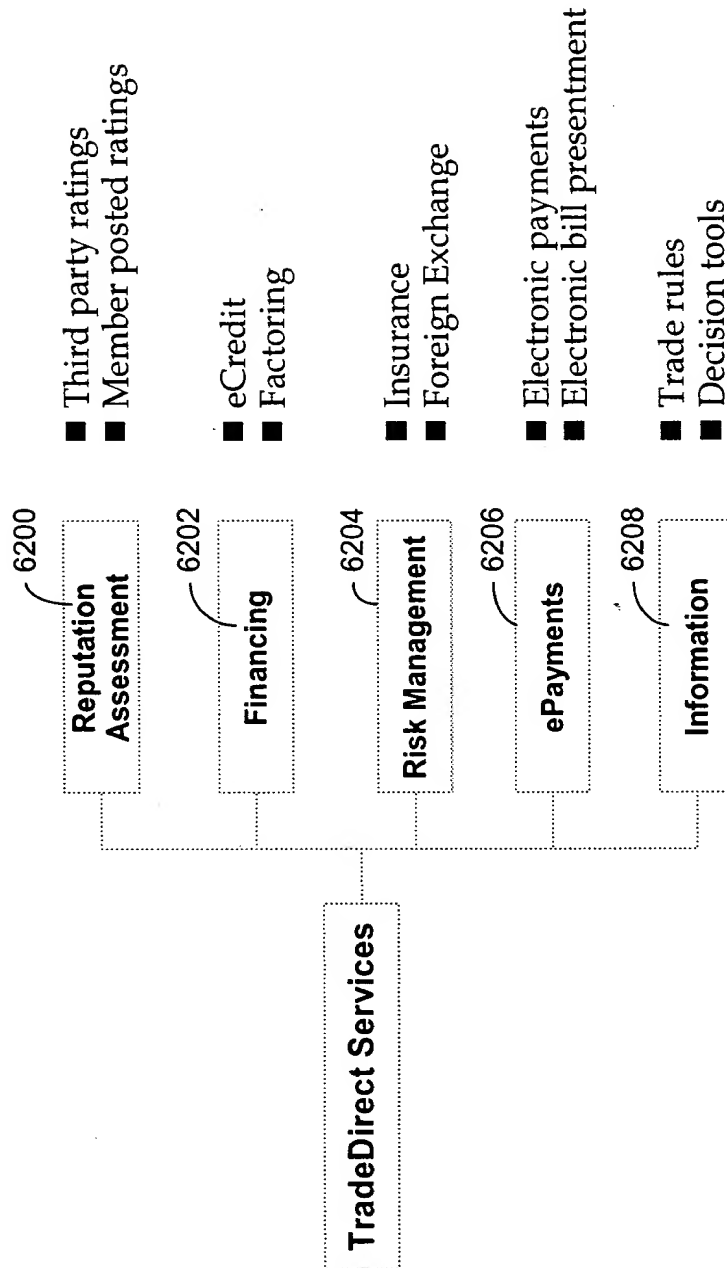 TradeDirect Services
6200
Reputation
Assessment
■ Third party ratings
■ Member posted ratings
6202
Financing
■ eCredit
■ Factoring
6204
Risk Management
■ Insurance
■ Foreign Exchange
6206
ePayments
■ Electronic payments
■ Electronic bill presentment
6208
Information
■ Trade rules
■ Decision tools